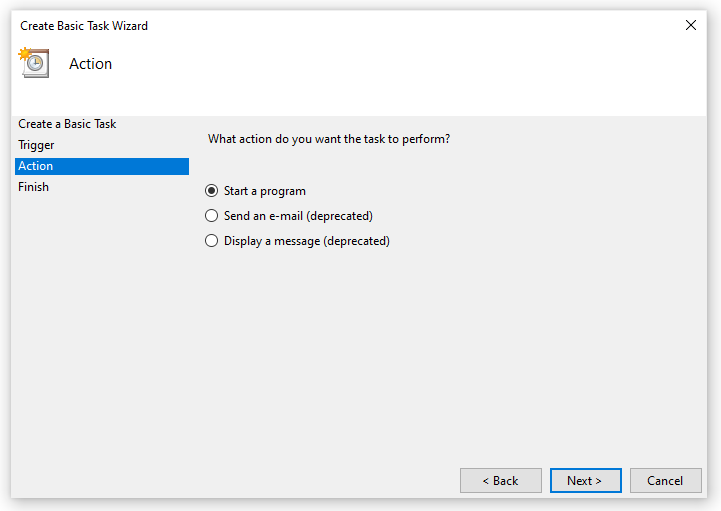 Create Basic Task Wizard
Action
Create a Basic Task
Trigger
Action
Finish
What action do you want the task to perform?
Start a program
Send an e-mail (deprecated)
Display a message (deprecated)
< Back
Next >
Cancel